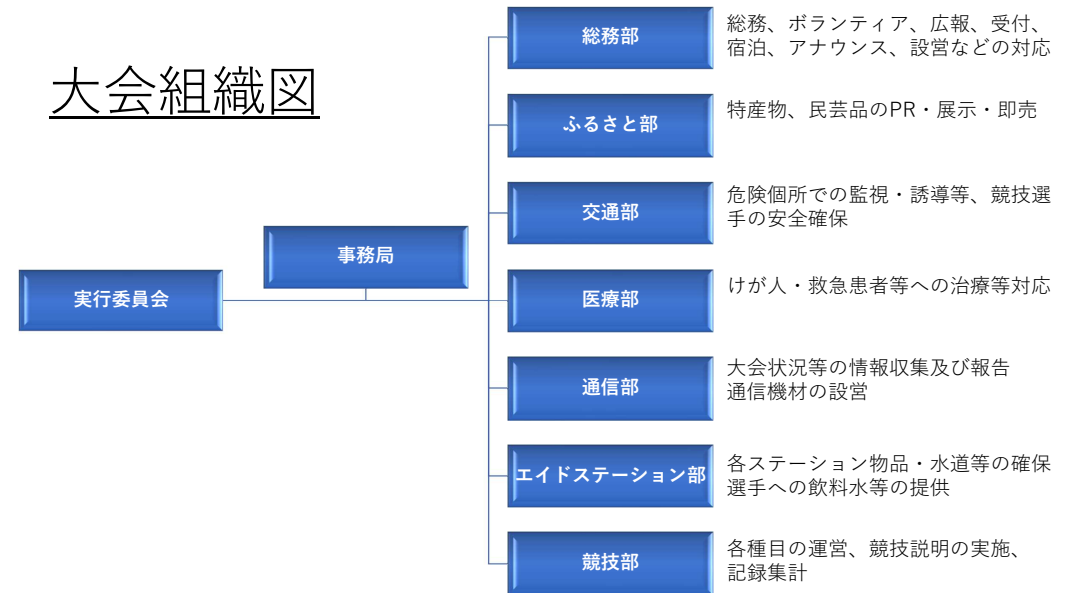 大会組織図
実行委員会
事務局
総務部
総務、ボランティア、広報、受付、
宿泊、アナウンス、設営などの対応
ふるさと部
特産物、民芸品のPR・展示・即売
交通部
危険個所での監視・誘導等、競技選
手の安全確保
医療部
けが人・救急患者等への治療等対応
通信部
大会状況等の情報収集及び報告
通信機材の設営
エイドステーション部
各ステーション物品・水道等の確保
選手への飲料水等の提供
競技部
各種目の運営、競技説明の実施、
記録集計